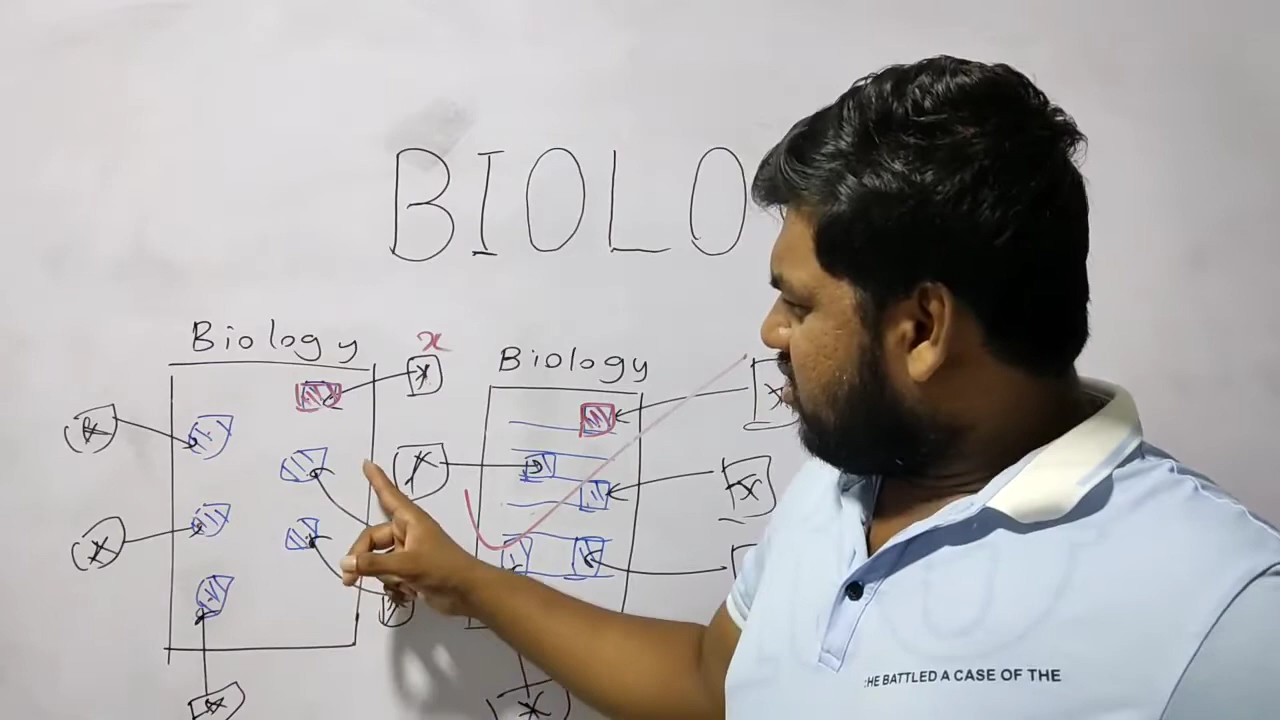 BIOLO
Biology
x
Biology
HE BATTLED A CASE OF THE